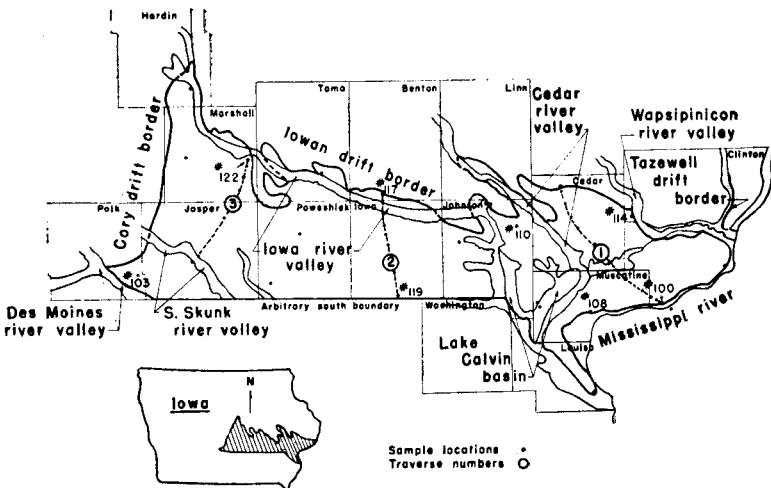 Hardin
Marshall
Tama
Benton
Linn
Cedar
river
valley
Wapsipinicon
river valley
Tazewell
drift
border
Clinton
Cary drift border
Iowan drift border
#122
#117
Cedar
#114
Polk
Jasper
3
Poweshiek
Iowa
Johnson
#110
1
Iowa river
valley
2
Muscatine
#100
#103
#119
#108
Des Moines
river valley
S. Skunk
river valley
Arbitrary south boundary
Washington
Louisa
Mississippi river
Lake
Calvin
basin
Iowa
N
Sample locations
Traverse numbers